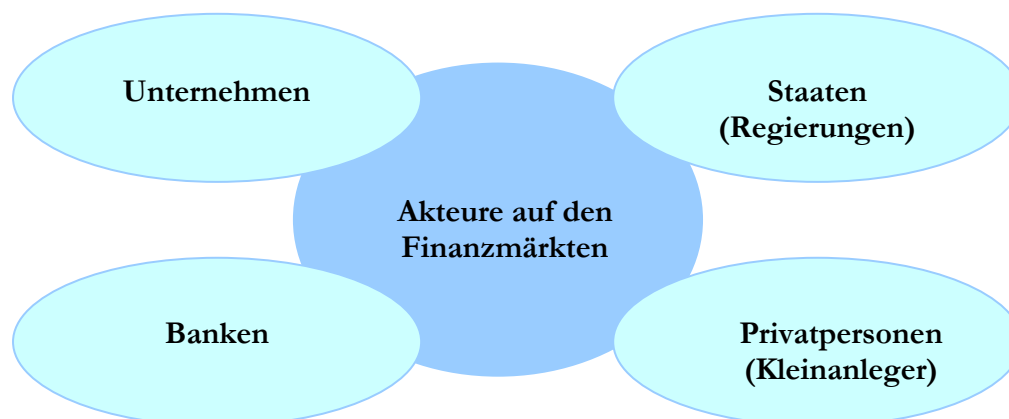 Unternehmen
Staaten
(Regierungen)
Akteure auf den
Finanzmärkten
Banken
Privatpersonen
(Kleinanleger)